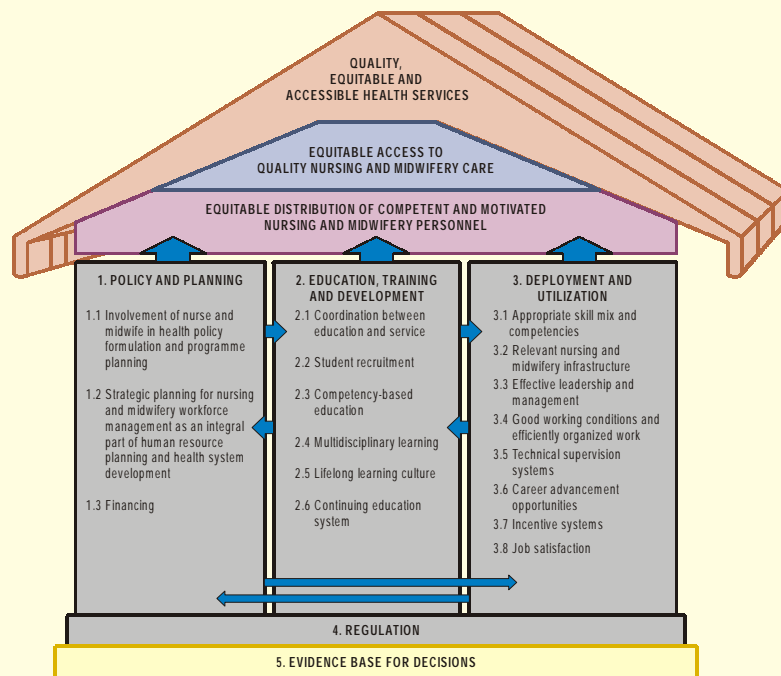 QUALITY,
EQUITABLE AND
ACCESSIBLE HEALTH SERVICES
EQUITABLE ACCESS TO
QUALITY NURSING AND MIDWIFERY CARE
EQUITABLE DISTRIBUTION OF COMPETENT AND MOTIVATED
NURSING AND MIDWIFERY PERSONNEL
1. POLICY AND PLANNING
1.1 Involvement of nurse and
midwife in health policy
formulation and programme
planning
1.2 Strategic planning for nursing
and midwifery workforce
management as an integral
part of human resource
planning and health system
development
1.3 Financing
2. EDUCATION, TRAINING
AND DEVELOPMENT
2.1 Coordination between
education and service
2.2 Student recruitment
2.3 Competency-based
education
2.4 Multidisciplinary learning
2.5 Lifelong learning culture
2.6 Continuing education
system
3. DEPLOYMENT AND
UTILIZATION
3.1 Appropriate skill mix and
competencies
3.2 Relevant nursing and
midwifery infrastructure
3.3 Effective leadership and
management
3.4 Good working conditions and
efficiently organized work
3.5 Technical supervision
systems
3.6 Career advancement
opportunities
3.7 Incentive systems
3.8 Job satisfaction
4. REGULATION
5. EVIDENCE BASE FOR DECISIONS